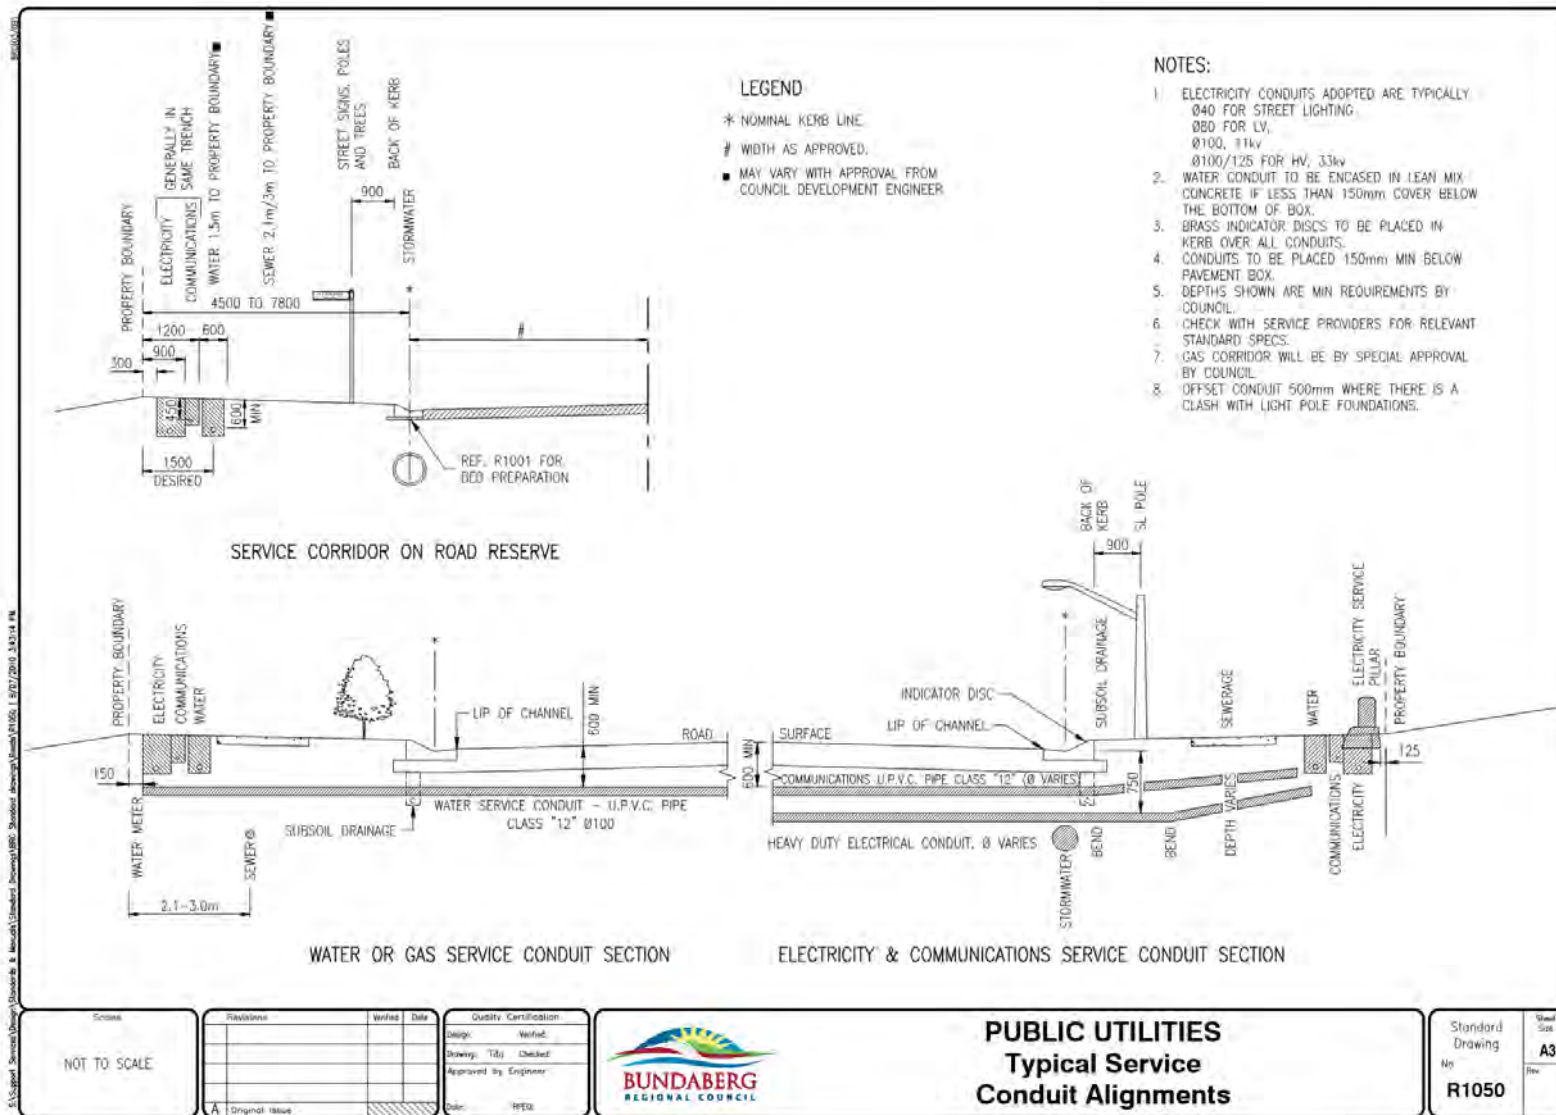 PROPERTY BOUNDARY
ELECTRICITY
COMMUNICATIONS
GENERALLY IN
SAME TRENCH
WATER 1.5m TO PROPERTY BOUNDARY■
SEWER 2.1m/3m TO PROPERTY BOUNDARY■
STREET SIGNS, POLES
AND TREES
BACK OF KERB
STORMWATER
900
*
4500 TO 7800
#
1200
600
900
300
450
600
MIN
1500
DESIRED
REF. R1001 FOR
BED PREPARATION
SERVICE CORRIDOR ON ROAD RESERVE
LEGEND
* NOMINAL KERB LINE
# WIDTH AS APPROVED.
■ MAY VARY WITH APPROVAL FROM
COUNCIL DEVELOPMENT ENGINEER
NOTES:
1. ELECTRICITY CONDUITS ADOPTED ARE TYPICALLY
Ø40 FOR STREET LIGHTING
Ø80 FOR LV,
Ø100, 11kv
Ø100/125 FOR HV, 33kv
2. WATER CONDUIT TO BE ENCASED IN LEAN MIX
CONCRETE IF LESS THAN 150mm COVER BELOW
THE BOTTOM OF BOX.
3. BRASS INDICATOR DISCS TO BE PLACED IN
KERB OVER ALL CONDUITS.
4. CONDUITS TO BE PLACED 150mm MIN BELOW
PAVEMENT BOX.
5. DEPTHS SHOWN ARE MIN REQUIREMENTS BY
COUNCIL.
6. CHECK WITH SERVICE PROVIDERS FOR RELEVANT
STANDARD SPECS.
7. GAS CORRIDOR WILL BE BY SPECIAL APPROVAL
BY COUNCIL
8. OFFSET CONDUIT 500mm WHERE THERE IS A
CLASH WITH LIGHT POLE FOUNDATIONS.
PROPERTY BOUNDARY
ELECTRICITY
COMMUNICATIONS
WATER
*
LIP OF CHANNEL
600 MIN
ROAD
150
WATER METER
SUBSOIL DRAINAGE
SEWER
WATER SERVICE CONDUIT - U.P.V.C. PIPE
CLASS "12" Ø100
2.1-3.0m
WATER OR GAS SERVICE CONDUIT SECTION
BACK OF
KERB
SL POLE
900
*
SUBSOIL DRAINAGE
INDICATOR DISC
LIP OF CHANNEL
SURFACE
SEWERAGE
WATER
ELECTRICITY SERVICE
PILLAR
PROPERTY BOUNDARY
125
600 MIN
COMMUNICATIONS U.P.V.C. PIPE CLASS "12" (Ø VARIES)
750
HEAVY DUTY ELECTRICAL CONDUIT, Ø VARIES
STORMWATER
BEND
BEND
DEPTH VARIES
COMMUNICATIONS
ELECTRICITY
ELECTRICITY & COMMUNICATIONS SERVICE CONDUIT SECTION
Scales
NOT TO SCALE
Revisions
Verified
Date
A
Original Issue
Quality Certification
Design:
Verified:
Drawing:
Checked
Approved by Engineer
Date:
RPEQ:
BUNDABERG
REGIONAL COUNCIL
PUBLIC UTILITIES
Typical Service
Conduit Alignments
Standard
Drawing
No
R1050
Sheet
Size
A3
Rev